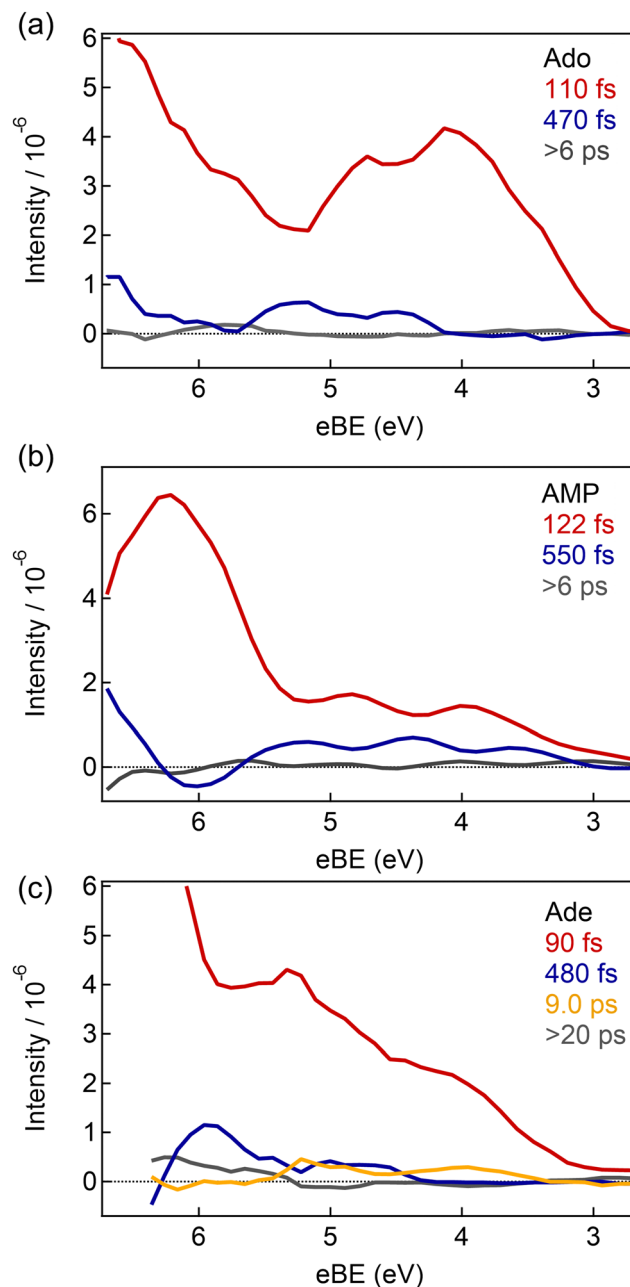 (a)
6
5
4
3
2
1
0
Intensity / 10⁻⁶
Ado
110 fs
470 fs
>6 ps
6 5 4 3
eBE (eV)
(b)
6
4
2
0
Intensity / 10⁻⁶
AMP
122 fs
550 fs
>6 ps
6 5 4 3
eBE (eV)
(c)
6
5
4
3
2
1
0
Intensity / 10⁻⁶
Ade
90 fs
480 fs
9.0 ps
>20 ps
6 5 4 3
eBE (eV)